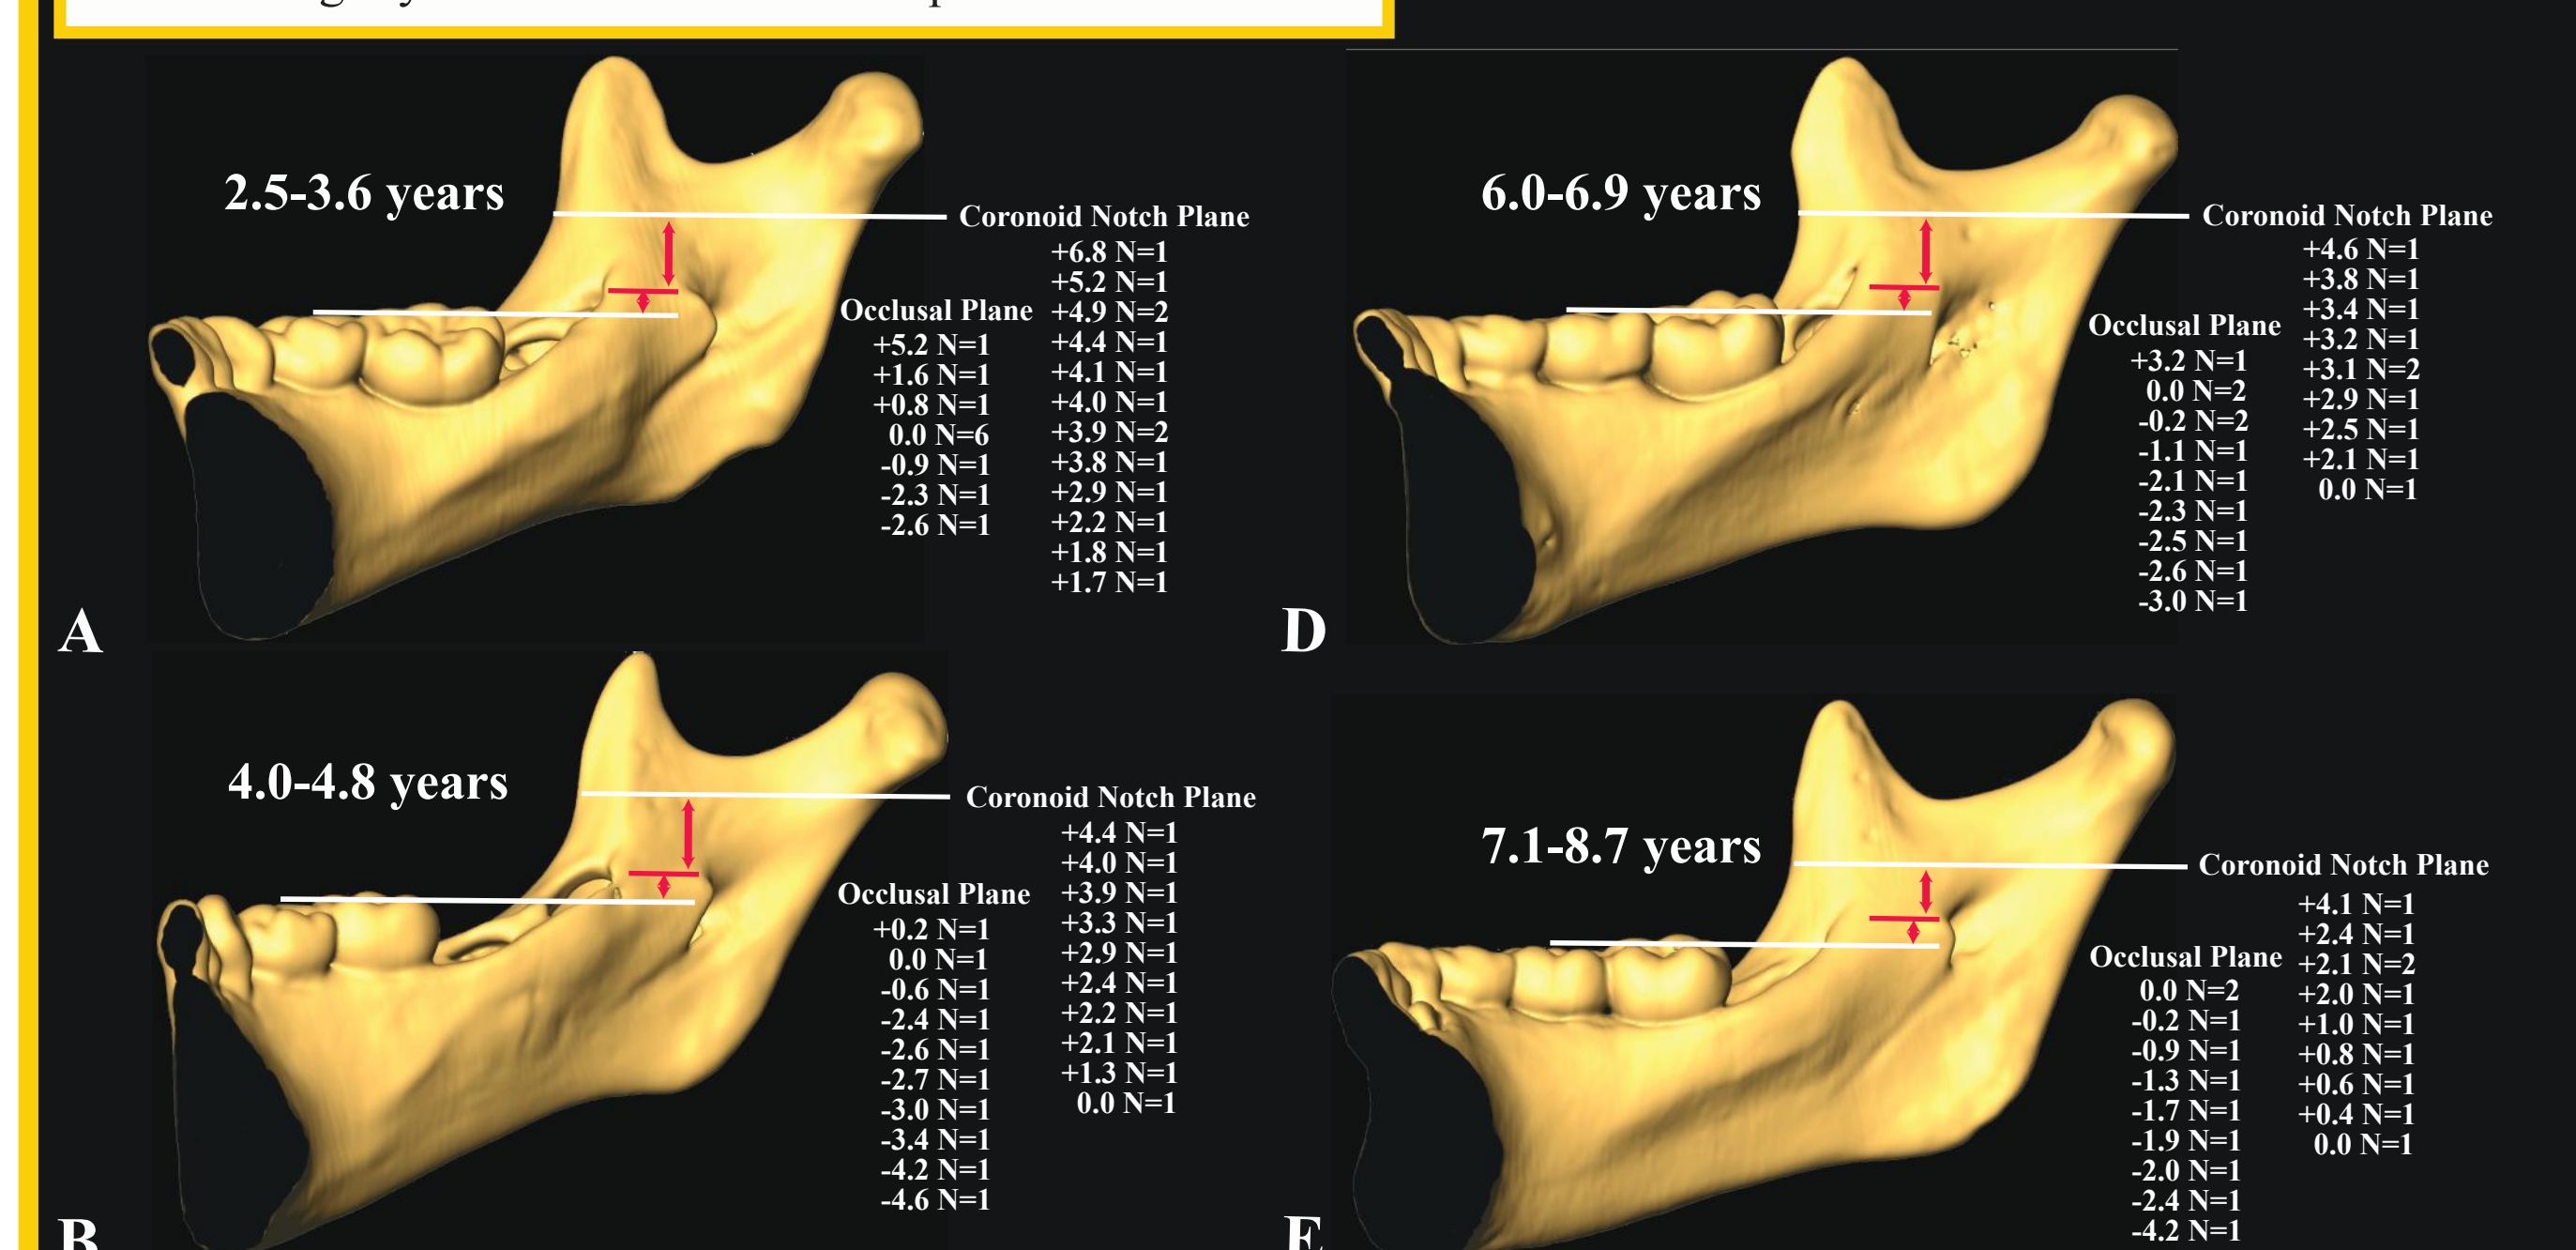 2.5-3.6 years
Coronoid Notch Plane
+6.8 N=1
+5.2 N=1
+4.9 N=2
+4.4 N=1
+4.1 N=1
+4.0 N=1
+3.9 N=2
+3.8 N=1
+2.9 N=1
+2.2 N=1
+1.8 N=1
+1.7 N=1
Occlusal Plane
+5.2 N=1
+1.6 N=1
+0.8 N=1
0.0 N=6
-0.9 N=1
-2.3 N=1
-2.6 N=1
A
4.0-4.8 years
Coronoid Notch Plane
+4.4 N=1
+4.0 N=1
+3.9 N=1
+3.3 N=1
+2.9 N=1
+2.4 N=1
+2.2 N=1
+2.1 N=1
+1.3 N=1
0.0 N=1
Occlusal Plane
+0.2 N=1
0.0 N=1
-0.6 N=1
-2.4 N=1
-2.6 N=1
-2.7 N=1
-3.0 N=1
-3.4 N=1
-4.2 N=1
-4.6 N=1
B
6.0-6.9 years
Coronoid Notch Plane
+4.6 N=1
+3.8 N=1
+3.4 N=1
+3.2 N=1
+3.1 N=2
+2.9 N=1
+2.5 N=1
+2.1 N=1
0.0 N=1
Occlusal Plane
+3.2 N=1
0.0 N=2
-0.2 N=2
-1.1 N=1
-2.1 N=1
-2.3 N=1
-2.5 N=1
-2.6 N=1
-3.0 N=1
D
7.1-8.7 years
Coronoid Notch Plane
+4.1 N=1
+2.4 N=1
+2.1 N=2
+2.0 N=1
+1.0 N=1
+0.8 N=1
+0.6 N=1
+0.4 N=1
0.0 N=1
Occlusal Plane
0.0 N=2
-0.2 N=1
-0.9 N=1
-1.3 N=1
-1.7 N=1
-1.9 N=1
-2.0 N=1
-2.4 N=1
-4.2 N=1
E